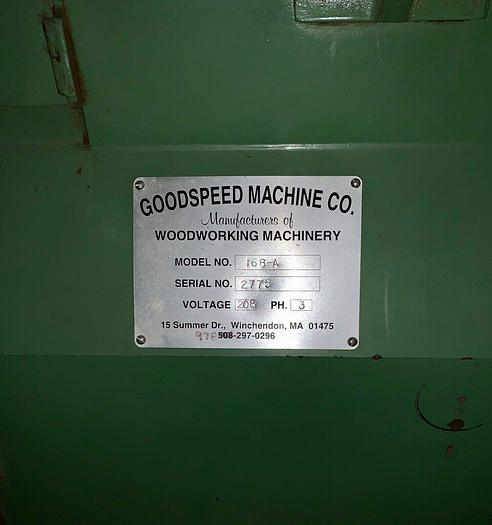 GOODSPEED MACHINE CO.
Manufacturers of
WOODWORKING MACHINERY
MODEL NO. 168-A
SERIAL NO. 2775
VOLTAGE 208 PH. 3
15 Summer Dr., Winchendon, MA 01475
978 508-297-0296